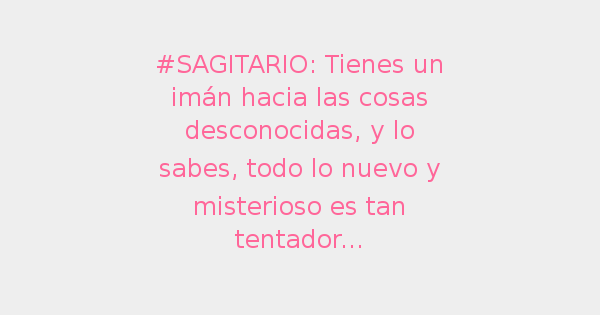 #SAGITARIO: Tienes un
imán hacia las cosas
desconocidas, y lo
sabes, todo lo nuevo y
misterioso es tan
tentador...